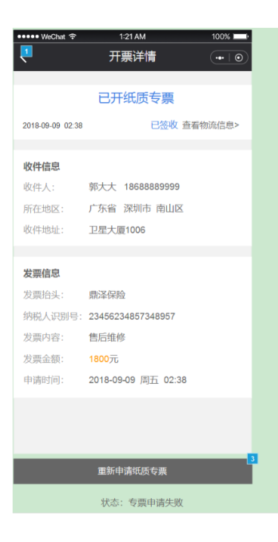 WeChat 1:21 AM 100%
1
开票详情
已开纸质专票
2018-09-09 02:38 已签收 查看物流信息>
收件信息
收件人： 郭大大 18688889999
所在地区： 广东省 深圳市 南山区
收件地址： 卫星大厦1006
发票信息
发票抬头： 鼎泽保险
纳税人识别号： 23456234857348957
发票内容： 售后维修
发票金额： 1800元
申请时间： 2018-09-09 周五 02:38
3
重新申请纸质专票
状态：专票申请失败